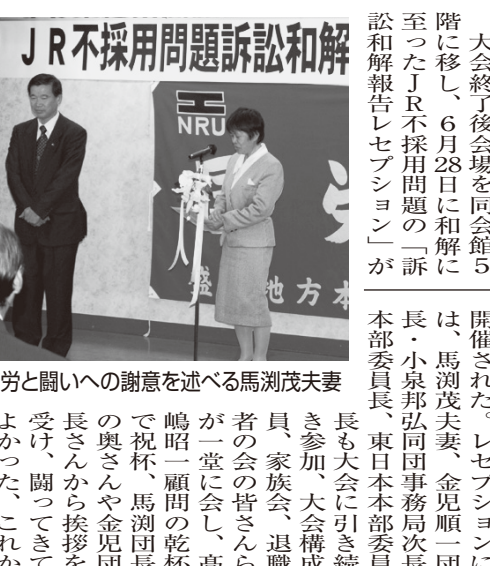 大会終了後会場を同会館5
階に移し、6月28日に和解に
至ったJR不採用問題の「訴
訟和解報告レセプション」が
開催された。レセプションに
は、馬渕茂夫妻、金児順一団
長・小泉邦弘同団事務局次長
本部委員長、東日本本部委員
長も大会に引き続
き参加、大会構成
員、家族会、退職
者の会の皆さんら
が一堂に会し、髙
嶋昭一顧問の乾杯
で祝杯、馬渕団長
の奥さんや金児団
長さんから挨拶を
受け、闘ってきて
よかった、これか
JR不採用問題訴訟和解
NRU
労
盛 地方本
労と闘いへの謝意を述べる馬渕茂夫妻